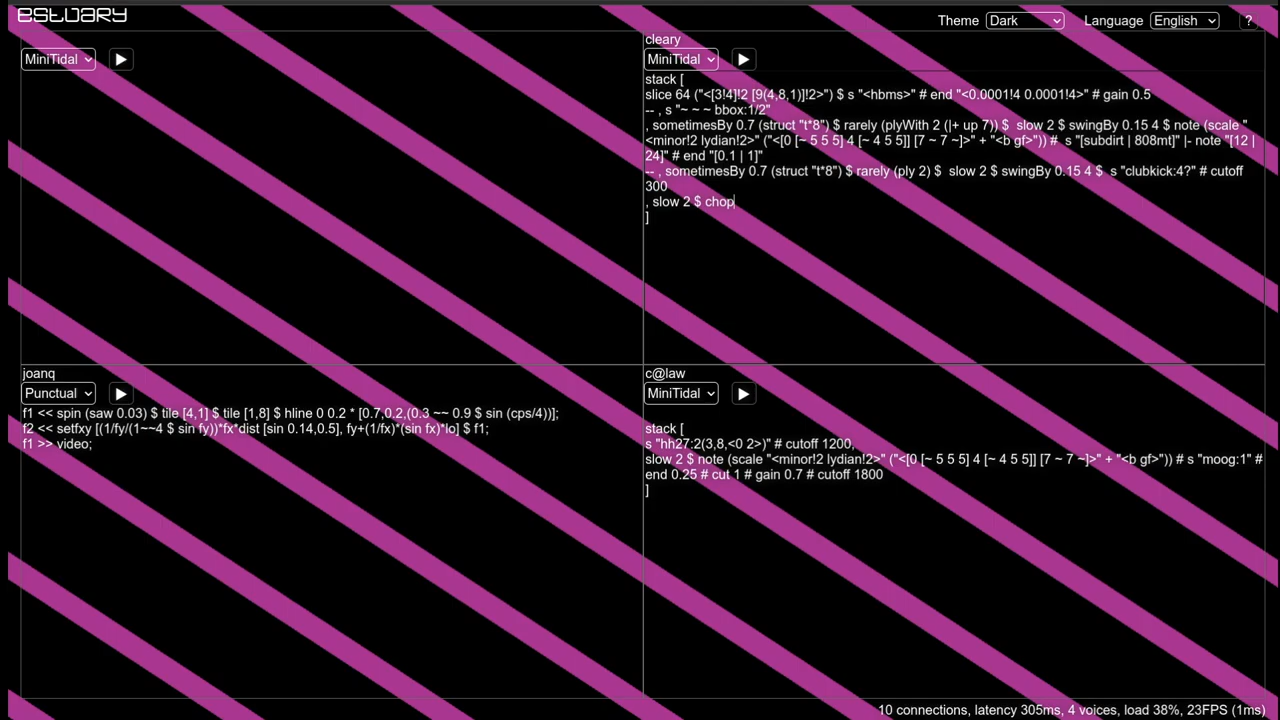 estuary
Theme Dark Language English ?
MiniTidal
cleary
MiniTidal
stack [
slice 64 ("<[3!4]!2 [9(4,8,1)]!2>") $ s "<hbms>" # end "<0.0001!4 0.0001!4>" # gain 0.5
-- , s "~ ~ ~ bbox:1/2"
, sometimesBy 0.7 (struct "t*8") $ rarely (plyWith 2 (|+ up 7)) $  slow 2 $ swingBy 0.15 4 $ note (scale "
<minor!2 lydian!2>" ("<[0 [~ 5 5 5] 4 [~ 4 5 5]] [7 ~ 7 ~]>" + "<b gf>")) #  s "[subdirt | 808mt]" |- note "[12 |
24]" # end "[0.1 | 1]"
-- , sometimesBy 0.7 (struct "t*8") $ rarely (ply 2) $  slow 2 $ swingBy 0.15 4 $  s "clubkick:4?" # cutoff
300
, slow 2 $ chop
]
joanq
Punctual
f1 << spin (saw 0.03) $ tile [4,1] $ tile [1,8] $ hline 0 0.2 * [0.7,0.2,(0.3 ~~ 0.9 $ sin (cps/4))];
f2 << setfxy [(1/fy/(1~~4 $ sin fy))*fx*dist [sin 0.14,0.5], fy+(1/fx)*(sin fx)*lo] $ f1;
f1 >> video;
c@law
MiniTidal
stack [
s "hh27:2(3,8,<0 2>)" # cutoff 1200,
slow 2 $ note (scale "<minor!2 lydian!2>" ("<[0 [~ 5 5 5] 4 [~ 4 5 5]] [7 ~ 7 ~]>" + "<b gf>")) # s "moog:1" #
end 0.25 # cut 1 # gain 0.7 # cutoff 1800
]
10 connections, latency 305ms, 4 voices, load 38%, 23FPS (1ms)